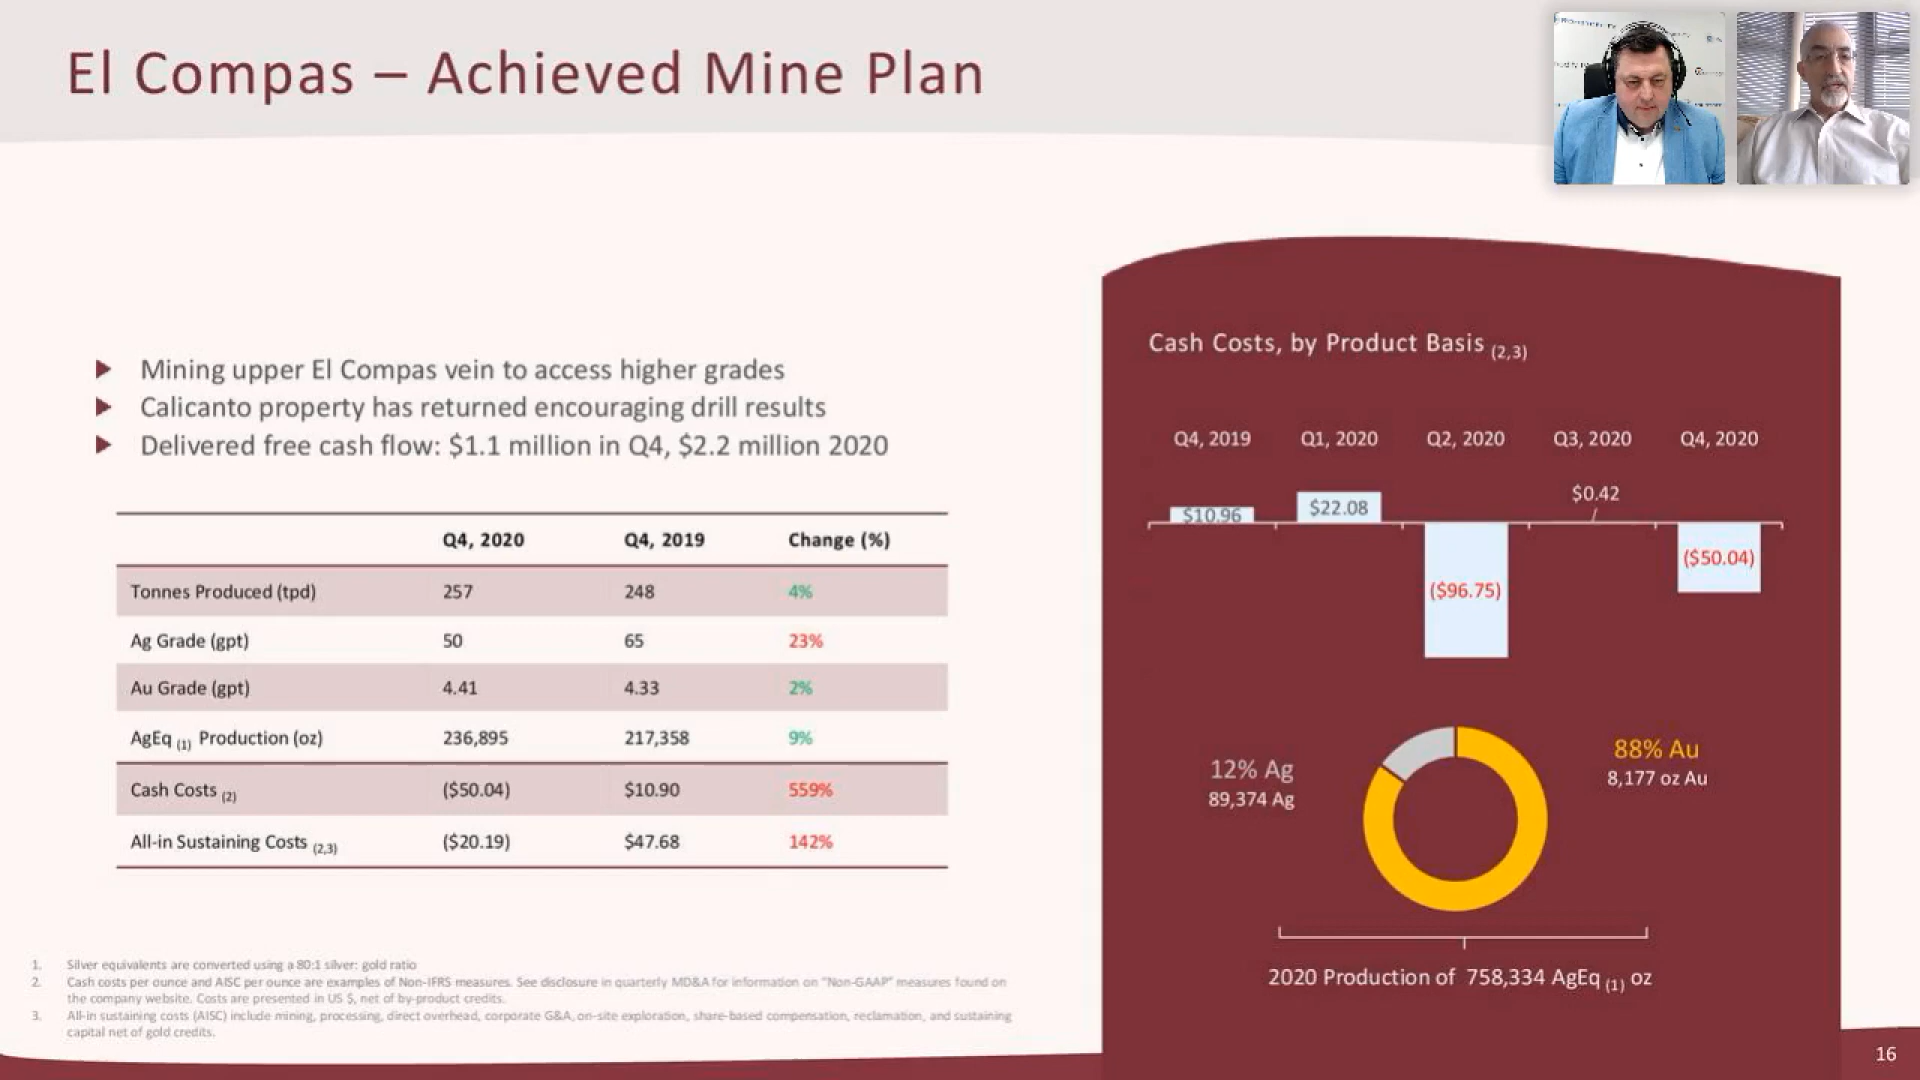 El Compas – Achieved Mine Plan
Mining upper El Compas vein to access higher grades
Calicanto property has returned encouraging drill results
Delivered free cash flow: $1.1 million in Q4, $2.2 million 2020
Q4, 2020 Q4, 2019 Change (%)
Tonnes Produced (tpd) 257 248 4%
Ag Grade (gpt) 50 65 23%
Au Grade (gpt) 4.41 4.33 2%
AgEq (1) Production (oz) 236,895 217,358 9%
Cash Costs (2) ($50.04) $10.90 559%
All-in Sustaining Costs (2,3) ($20.19) $47.68 142%
1. Silver equivalents are converted using a 80:1 silver: gold ratio
2. Cash costs per ounce and AISC per ounce are examples of Non-IFRS measures. See disclosure in quarterly MD&A for information on "Non-GAAP" measures found on
the company website. Costs are presented in US $, net of by-product credits.
3. All-in sustaining costs (AISC) include mining, processing, direct overhead, corporate G&A, on-site exploration, share-based compensation, reclamation, and sustaining
capital net of gold credits.
Cash Costs, by Product Basis (2,3)
Q4, 2019 Q1, 2020 Q2, 2020 Q3, 2020 Q4, 2020
$10.96 $22.08 ($96.75) $0.42 ($50.04)
12% Ag
89,374 Ag
88% Au
8,177 oz Au
2020 Production of 758,334 AgEq (1) oz
16